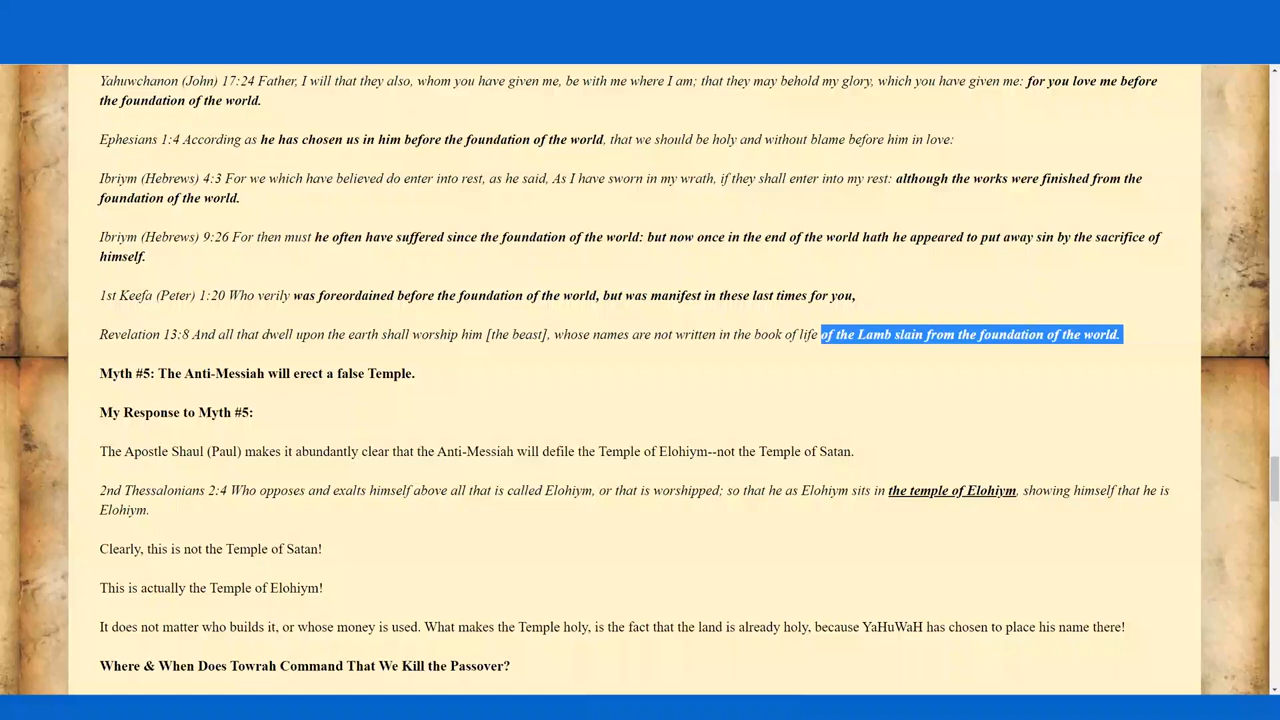 Yahuwchanon (John) 17:24 Father, I will that they also, whom you have given me, be with me where I am; that they may behold my glory, which you have given me: for you love me before
the foundation of the world.
Ephesians 1:4 According as he has chosen us in him before the foundation of the world, that we should be holy and without blame before him in love:
Ibriym (Hebrews) 4:3 For we which have believed do enter into rest, as he said, As I have sworn in my wrath, if they shall enter into my rest: although the works were finished from the
foundation of the world.
Ibriym (Hebrews) 9:26 For then must he often have suffered since the foundation of the world: but now once in the end of the world hath he appeared to put away sin by the sacrifice of
himself.
1st Keefa (Peter) 1:20 Who verily was foreordained before the foundation of the world, but was manifest in these last times for you,
Revelation 13:8 And all that dwell upon the earth shall worship him [the beast], whose names are not written in the book of life of the Lamb slain from the foundation of the world.
Myth #5: The Anti-Messiah will erect a false Temple.
My Response to Myth #5:
The Apostle Shaul (Paul) makes it abundantly clear that the Anti-Messiah will defile the Temple of Elohiym--not the Temple of Satan.
2nd Thessalonians 2:4 Who opposes and exalts himself above all that is called Elohiym, or that is worshipped; so that he as Elohiym sits in the temple of Elohiym, showing himself that he is
Elohiym.
Clearly, this is not the Temple of Satan!
This is actually the Temple of Elohiym!
It does not matter who builds it, or whose money is used. What makes the Temple holy, is the fact that the land is already holy, because YaHuWaH has chosen to place his name there!
Where & When Does Towrah Command That We Kill the Passover?